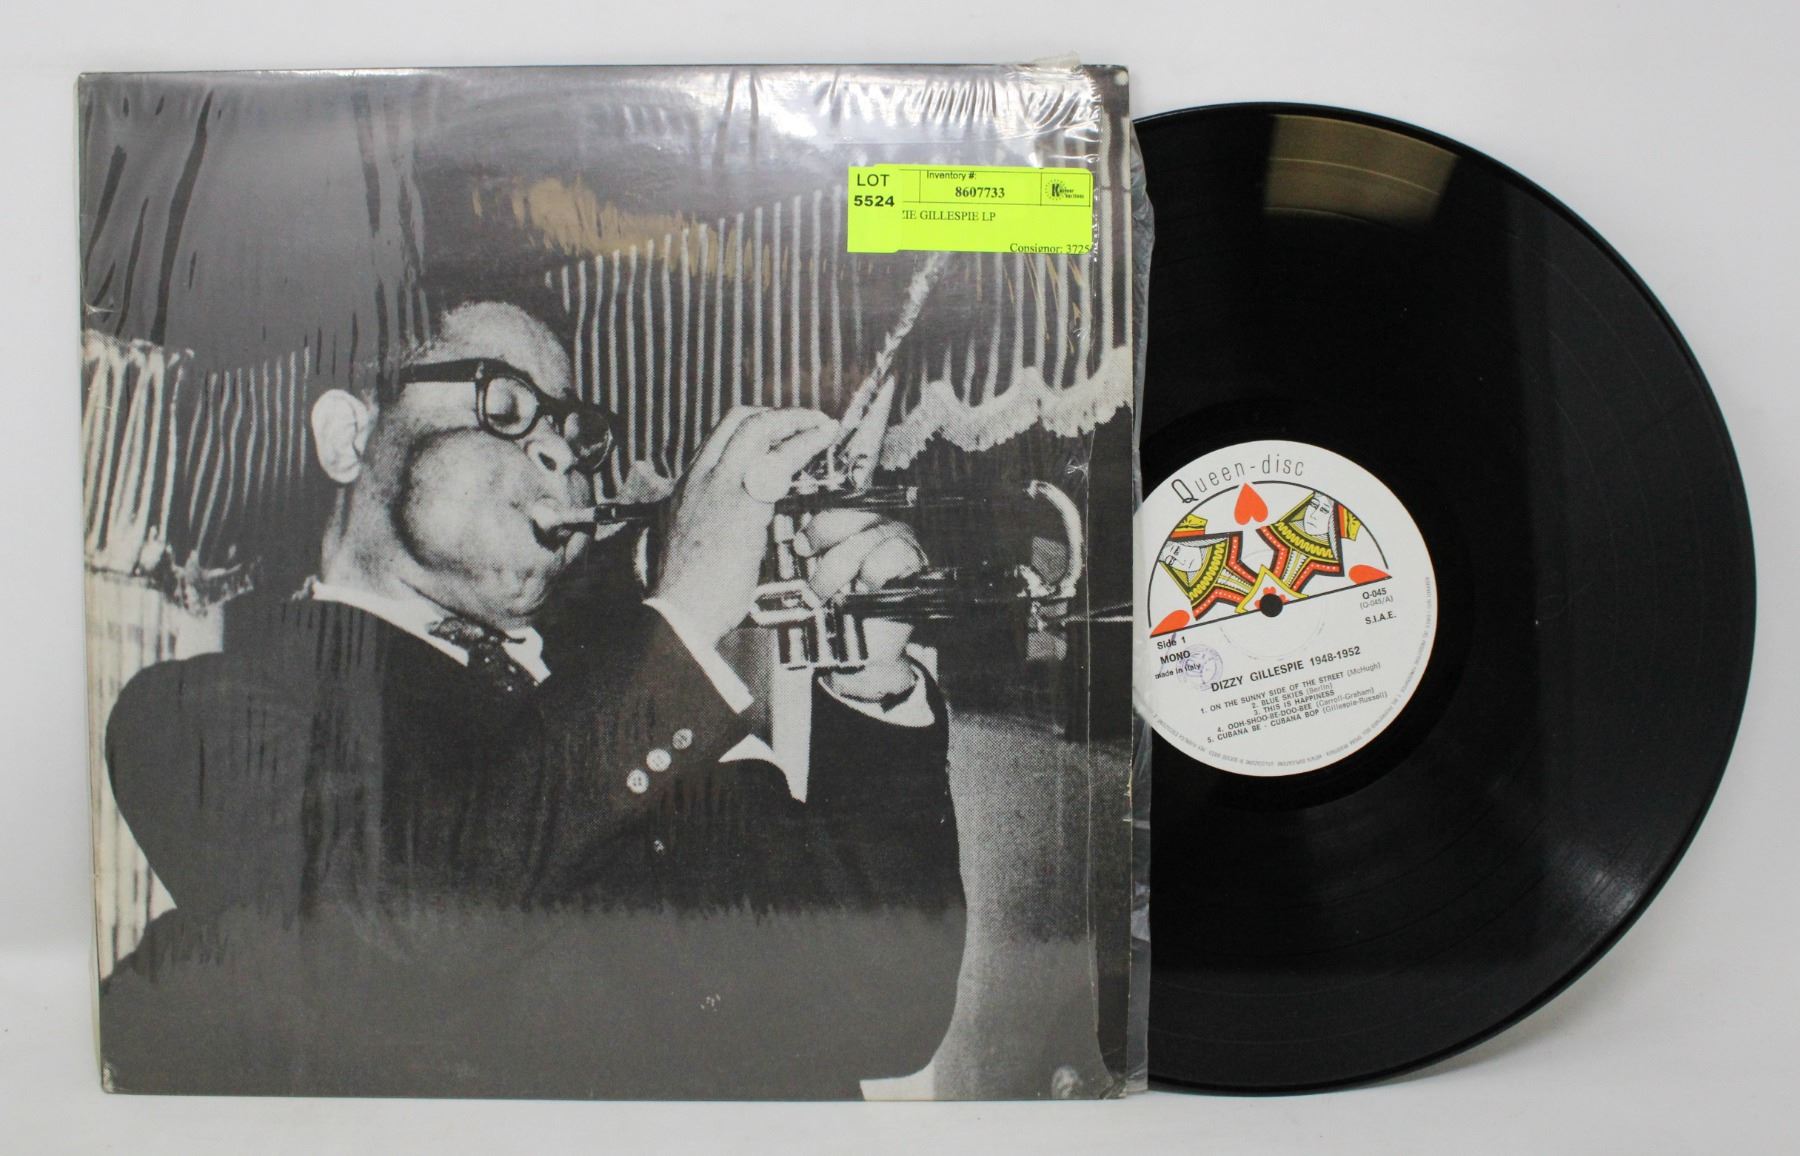 LOT
5524
Inventory #:
8607733
ZIE GILLESPIE LP
Consignor: 3725
Queen-disc
Q-045
(Q-045/A)
S.I.A.E.
Side 1
MONO
made in Italy
DIZZY GILLESPIE 1948-1952
1. ON THE SUNNY SIDE OF THE STREET (McHugh)
2. BLUE SKIES (Berlin)
3. THIS IS HAPPINESS
4. OOH-SHOO-BE-DOO-BEE (Carroll-Graham)
5. CUBANA BE - CUBANA BOP (Gillespie-Russell)